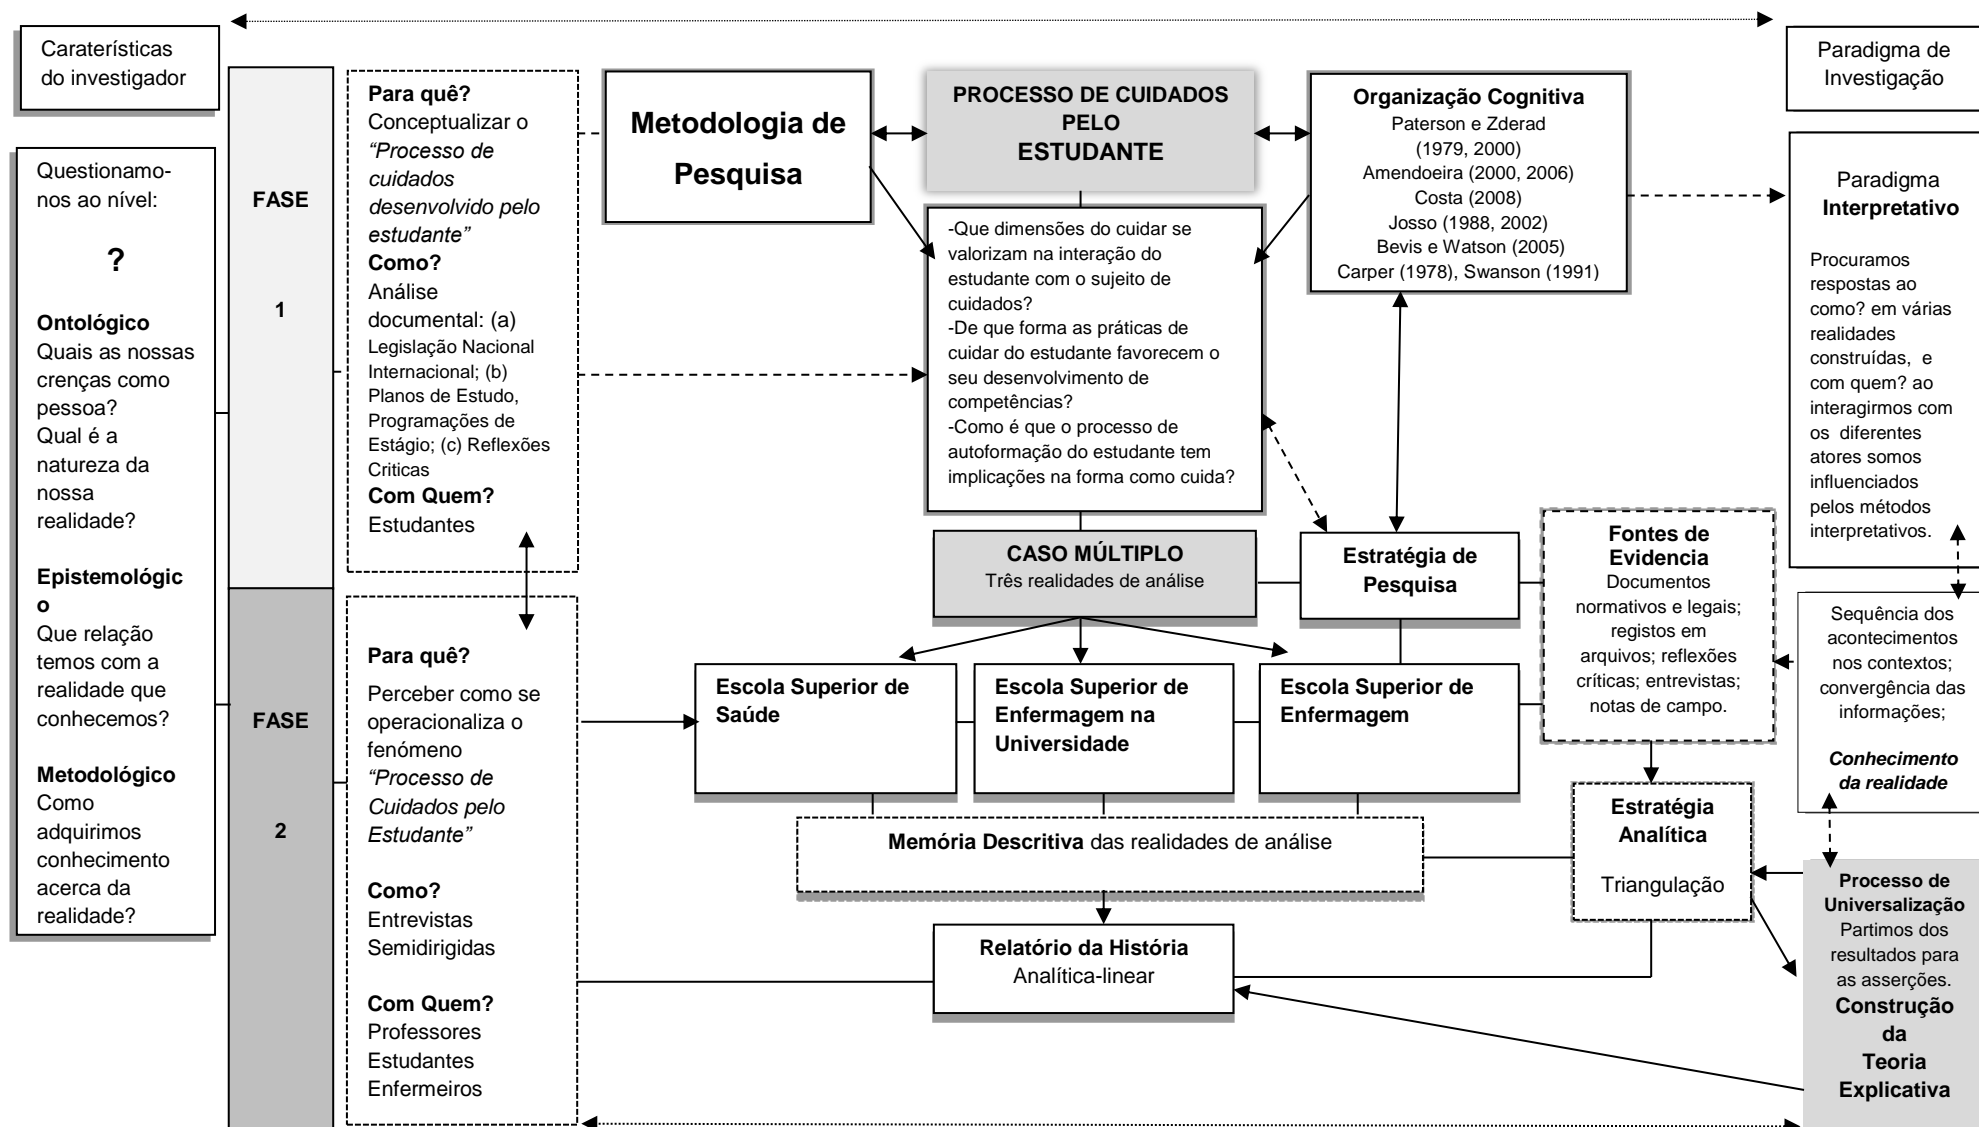 Caraterísticas
do investigador
Questionamo-
nos ao nível:
?
Ontológico
Quais as nossas
crenças como
pessoa?
Qual é a
natureza da
nossa
realidade?
Epistemológic
o
Que relação
temos com a
realidade que
conhecemos?
Metodológico
Como
adquirimos
conhecimento
acerca da
realidade?
FASE
1
FASE
2
Para quê?
Conceptualizar o
“Processo de
cuidados
desenvolvido pelo
estudante”
Como?
Análise
documental: (a)
Legislação Nacional
Internacional; (b)
Planos de Estudo,
Programações de
Estágio; (c) Reflexões
Criticas
Com Quem?
Estudantes
Para quê?
Perceber como se
operacionaliza o
fenómeno
“Processo de
Cuidados pelo
Estudante”
Como?
Entrevistas
Semidirigidas
Com Quem?
Professores
Estudantes
Enfermeiros
Metodologia de
Pesquisa
PROCESSO DE CUIDADOS
PELO
ESTUDANTE
Organização Cognitiva
Paterson e Zderad
(1979, 2000)
Amendoeira (2000, 2006)
Costa (2008)
Josso (1988, 2002)
Bevis e Watson (2005)
Carper (1978), Swanson (1991)
-Que dimensões do cuidar se
valorizam na interação do
estudante com o sujeito de
cuidados?
-De que forma as práticas de
cuidar do estudante favorecem o
seu desenvolvimento de
competências?
-Como é que o processo de
autoformação do estudante tem
implicações na forma como cuida?
CASO MÚLTIPLO
Três realidades de análise
Estratégia de
Pesquisa
Escola Superior de
Saúde
Escola Superior de
Enfermagem na
Universidade
Escola Superior de
Enfermagem
Memória Descritiva das realidades de análise
Relatório da História
Analítica-linear
Fontes de
Evidencia
Documentos
normativos e legais;
registos em
arquivos; reflexões
críticas; entrevistas;
notas de campo.
Estratégia
Analítica
Triangulação
Paradigma de
Investigação
Paradigma
Interpretativo
Procuramos
respostas ao
como? em várias
realidades
construídas, e
com quem? ao
interagirmos com
os diferentes
atores somos
influenciados
pelos métodos
interpretativos.
Sequência dos
acontecimentos
nos contextos;
convergência das
informações;
Conhecimento
da realidade
Processo de
Universalização
Partimos dos
resultados para
as asserções.
Construção
da
Teoria
Explicativa